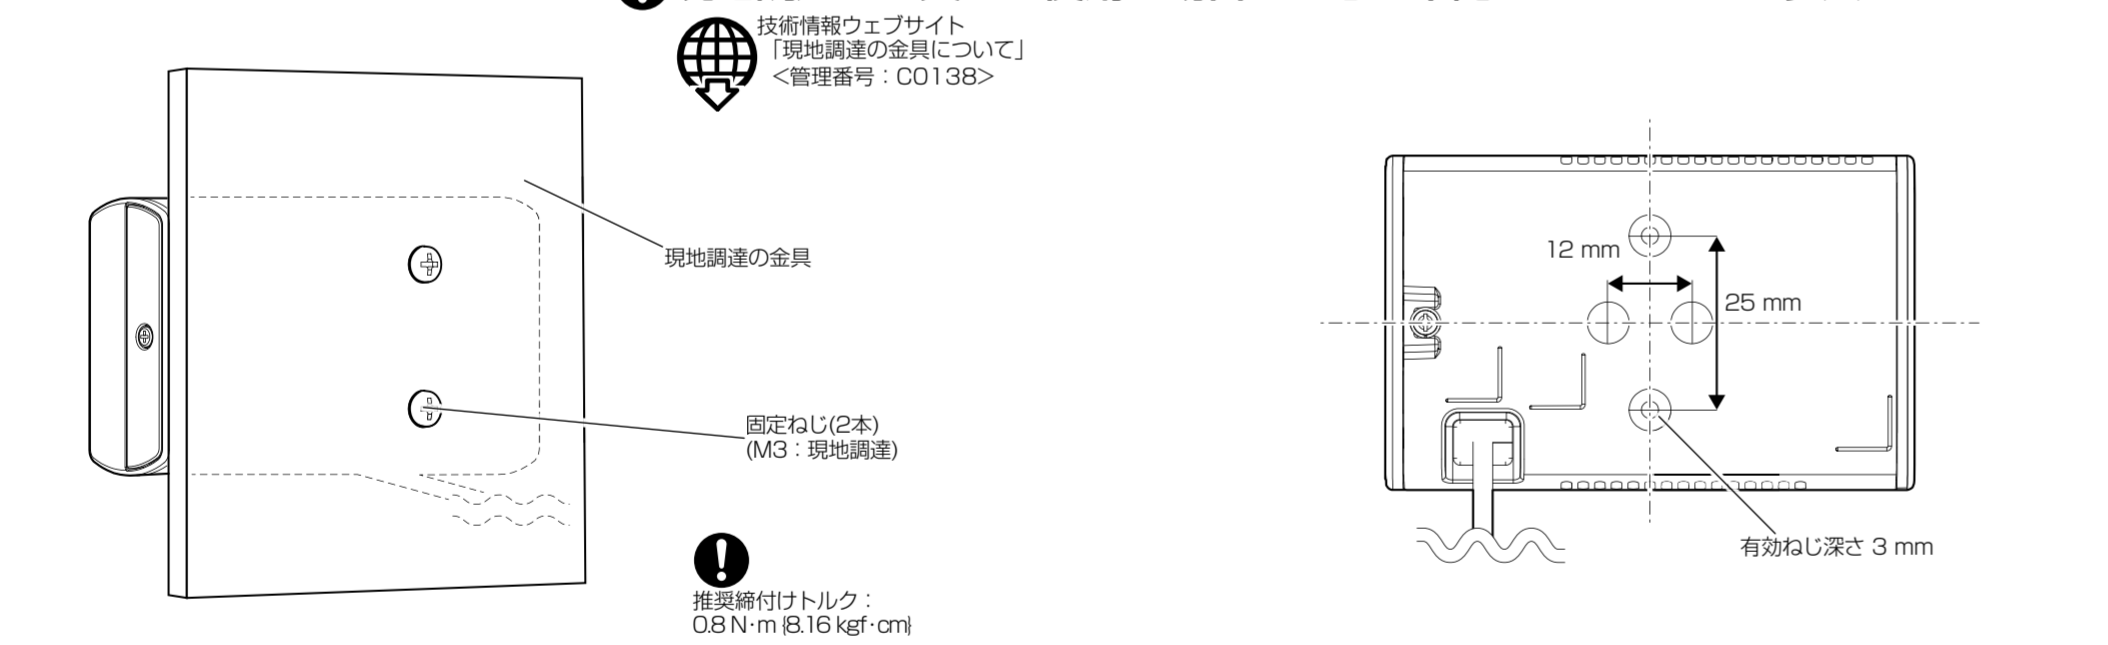 技術情報ウェブサイト
「現地調達の金具について」
<管理番号：C0138>
現地調達の金具
固定ねじ(2本)
(M3：現地調達)
推奨締付けトルク：
0.8 N·m {8.16 kgf·cm}
12 mm
25 mm
有効ねじ深さ 3 mm